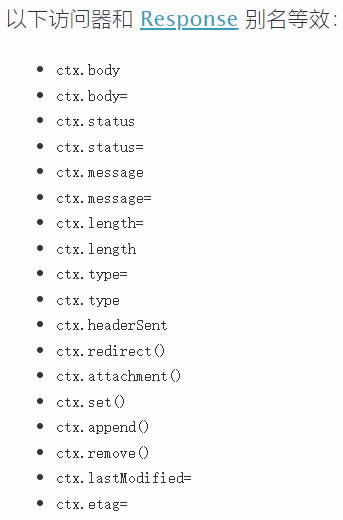 以下访问器和 Response 别名等效：
ctx.body
ctx.body=
ctx.status
ctx.status=
ctx.message
ctx.message=
ctx.length=
ctx.length
ctx.type=
ctx.type
ctx.headerSent
ctx.redirect()
ctx.attachment()
ctx.set()
ctx.append()
ctx.remove()
ctx.lastModified=
ctx.etag=